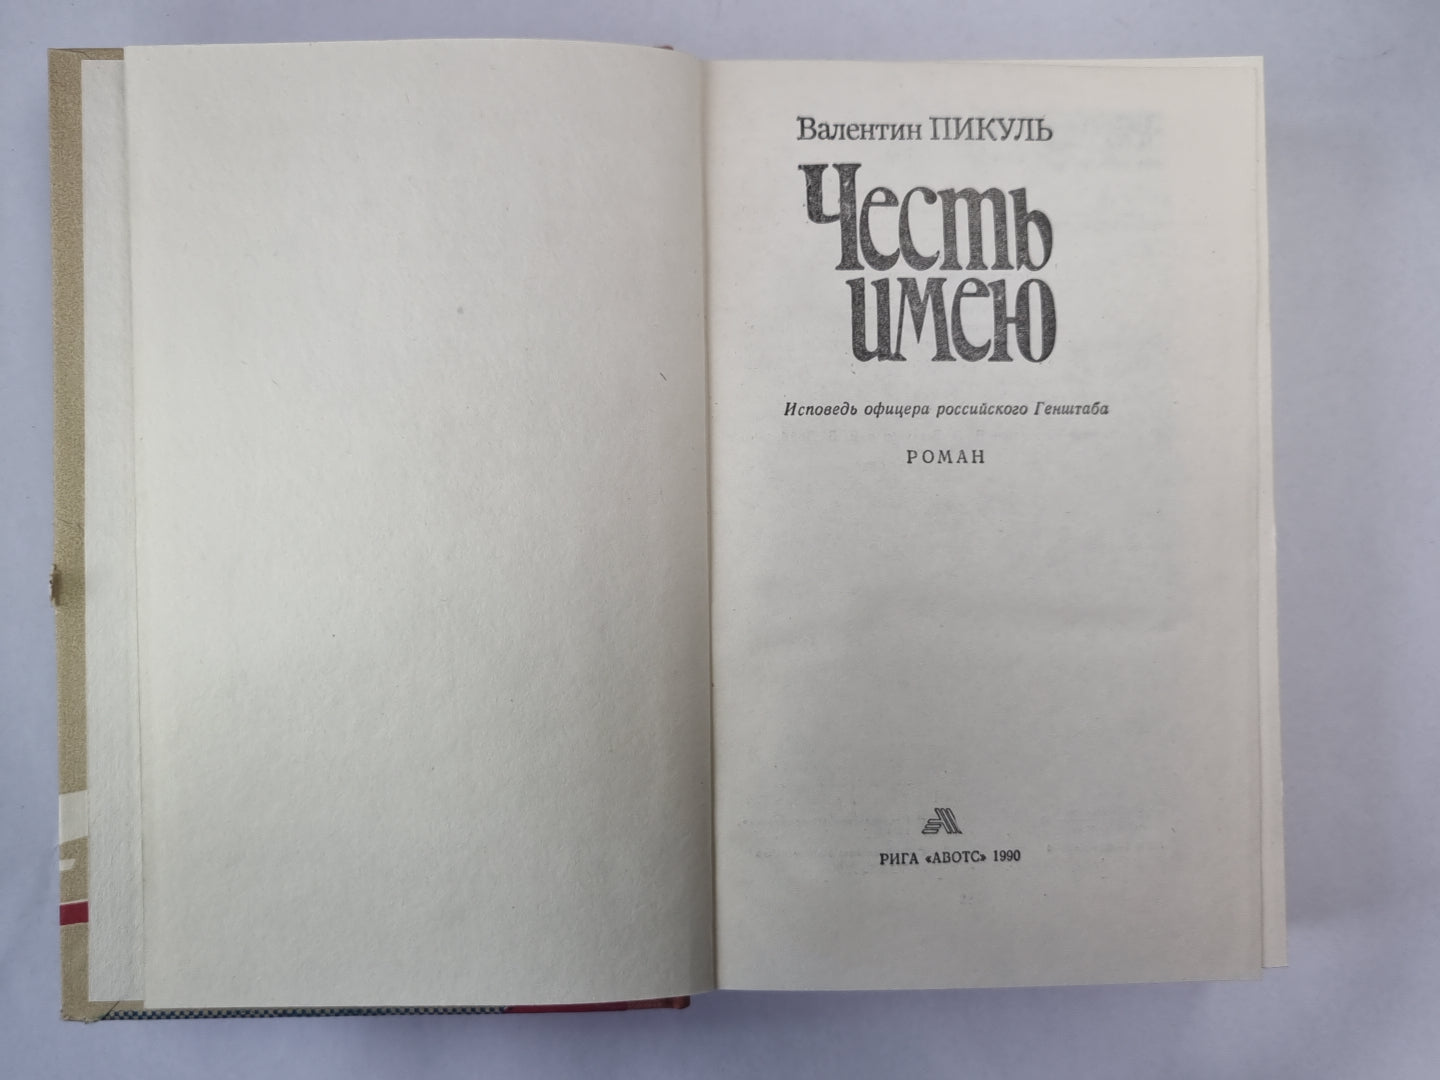 Валентин ПИКУЛЬ
Честь
имею
Исповедь офицера российского Генштаба
РОМАН
РИГА «АВОТС» 1990